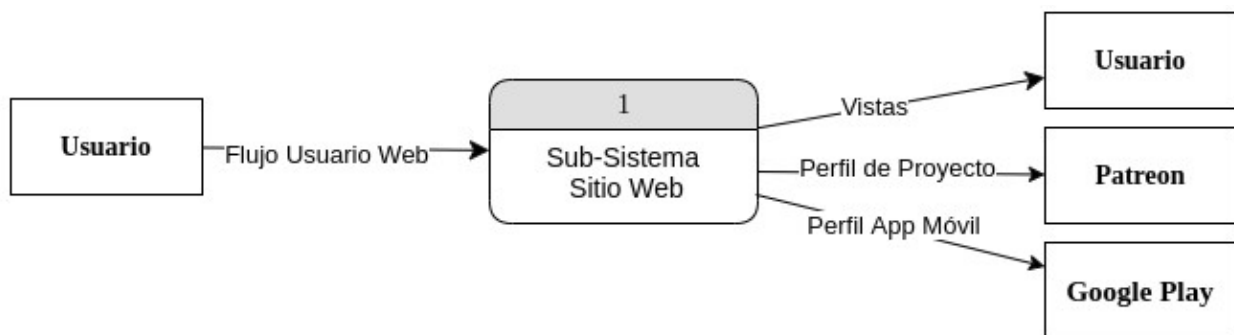 Usuario
Flujo Usuario Web
1
Sub-Sistema
Sitio Web
Vistas
Perfil de Proyecto
Perfil App Móvil
Usuario
Patreon
Google Play